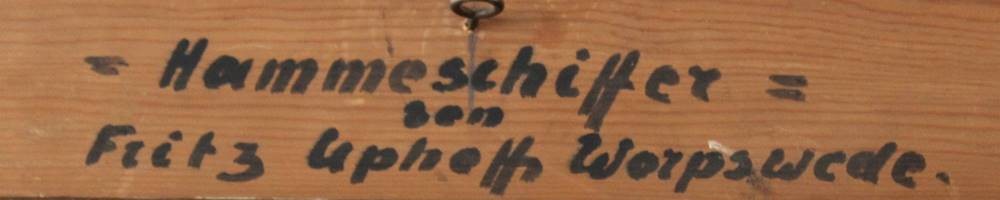 = Hammeschiffer =
von
Fritz Uphoff, Worpswede.